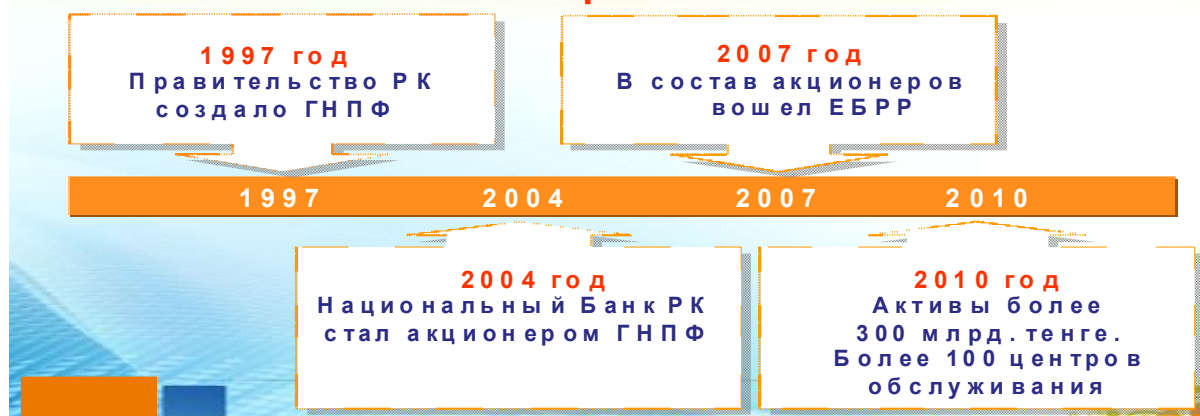 1997 год
Правительство РК
создало ГНПФ
2007 год
В состав акционеров
вошел ЕБРР
1997 2004 2007 2010
2004 год
Национальный Банк РК
стал акционером ГНПФ
2010 год
Активы более
300 млрд.тенге.
Более 100 центров
обслуживания